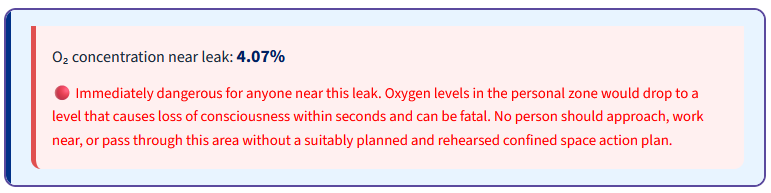 O₂ concentration near leak: 4.07%
🔴 Immediately dangerous for anyone near this leak. Oxygen levels in the personal zone would drop to a
level that causes loss of consciousness within seconds and can be fatal. No person should approach, work
near, or pass through this area without a suitably planned and rehearsed confined space action plan.